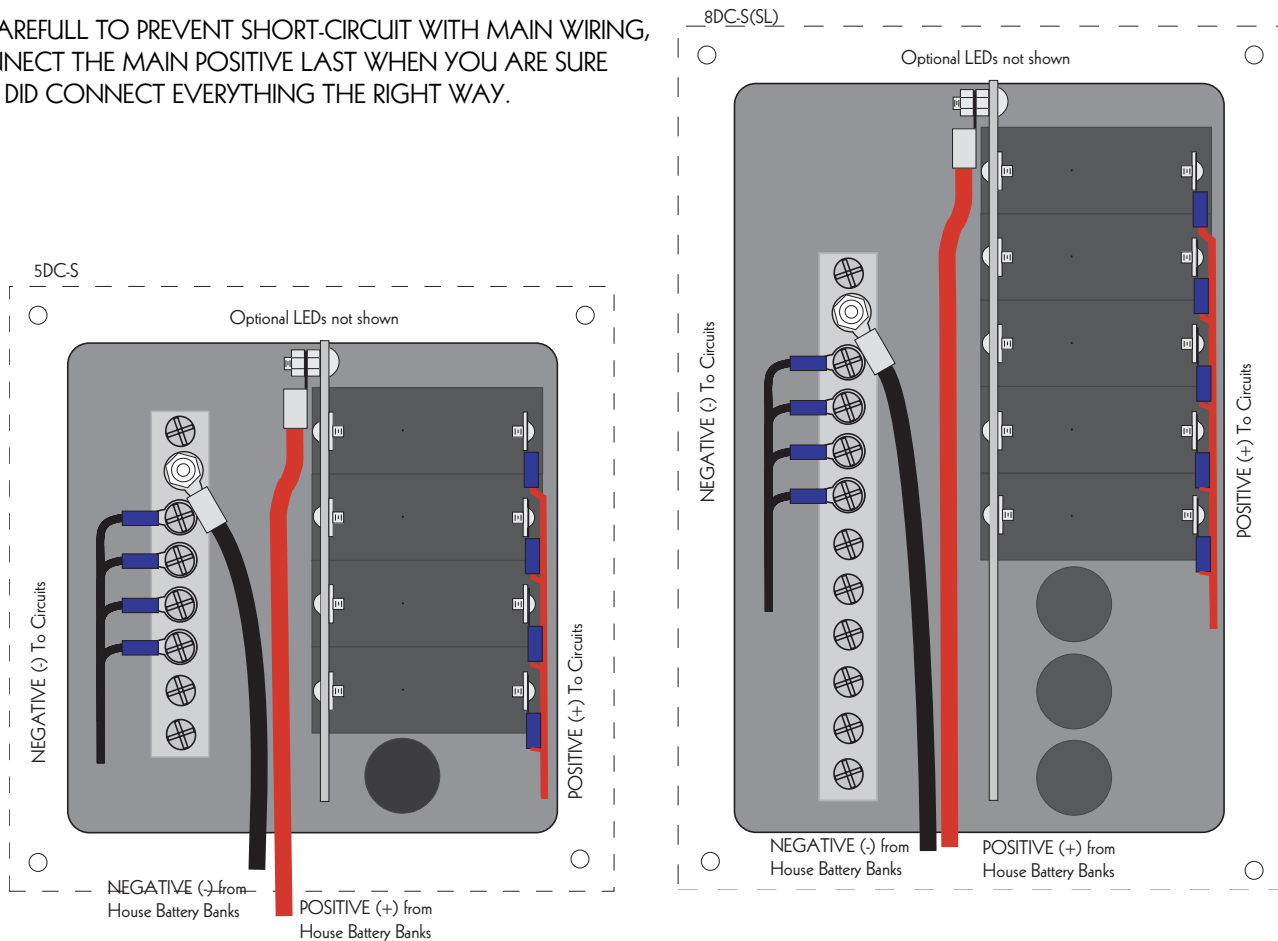 AREFULL TO PREVENT SHORT-CIRCUIT WITH MAIN WIRING,
NNECT THE MAIN POSITIVE LAST WHEN YOU ARE SURE
DID CONNECT EVERYTHING THE RIGHT WAY.
5DC-S
Optional LEDs not shown
NEGATIVE (-) To Circuits
POSITIVE (+) To Circuits
NEGATIVE (-) from
House Battery Banks
POSITIVE (+) from
House Battery Banks
8DC-S(SL)
Optional LEDs not shown
NEGATIVE (-) To Circuits
POSITIVE (+) To Circuits
NEGATIVE (-) from
House Battery Banks
POSITIVE (+) from
House Battery Banks